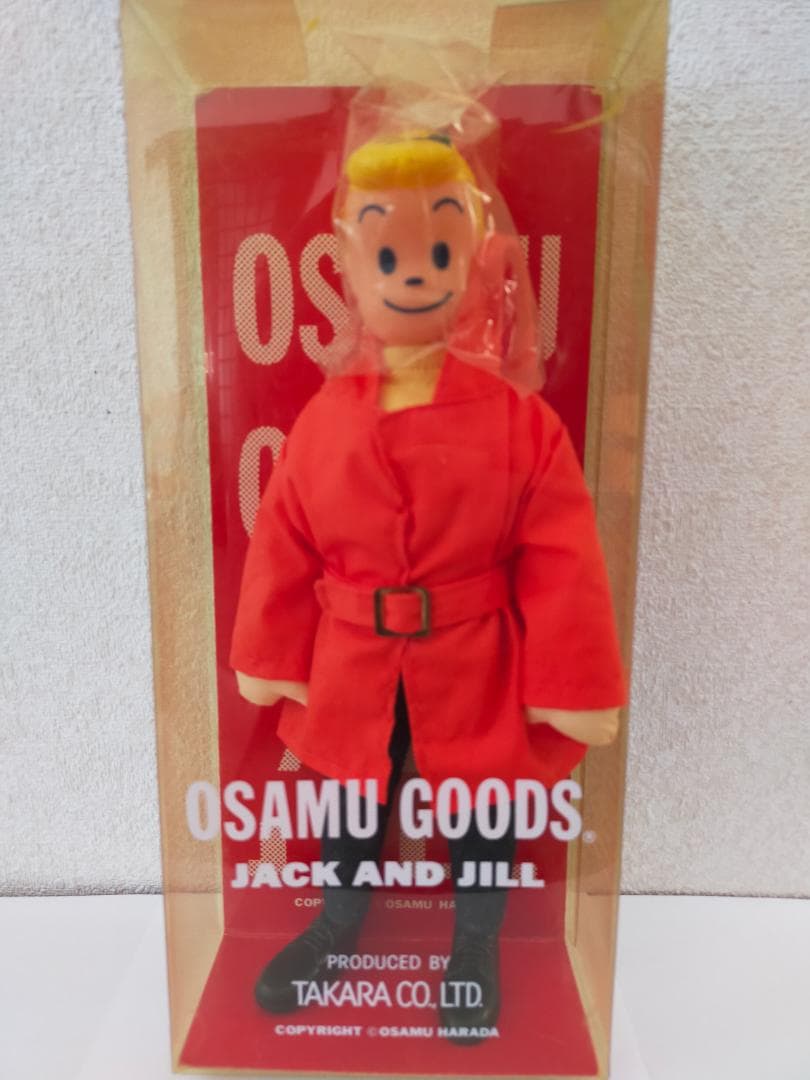 OSAMU GOODS®
JACK AND JILL
PRODUCED BY
TAKARA CO., LTD.
COPYRIGHT ©OSAMU HARADA